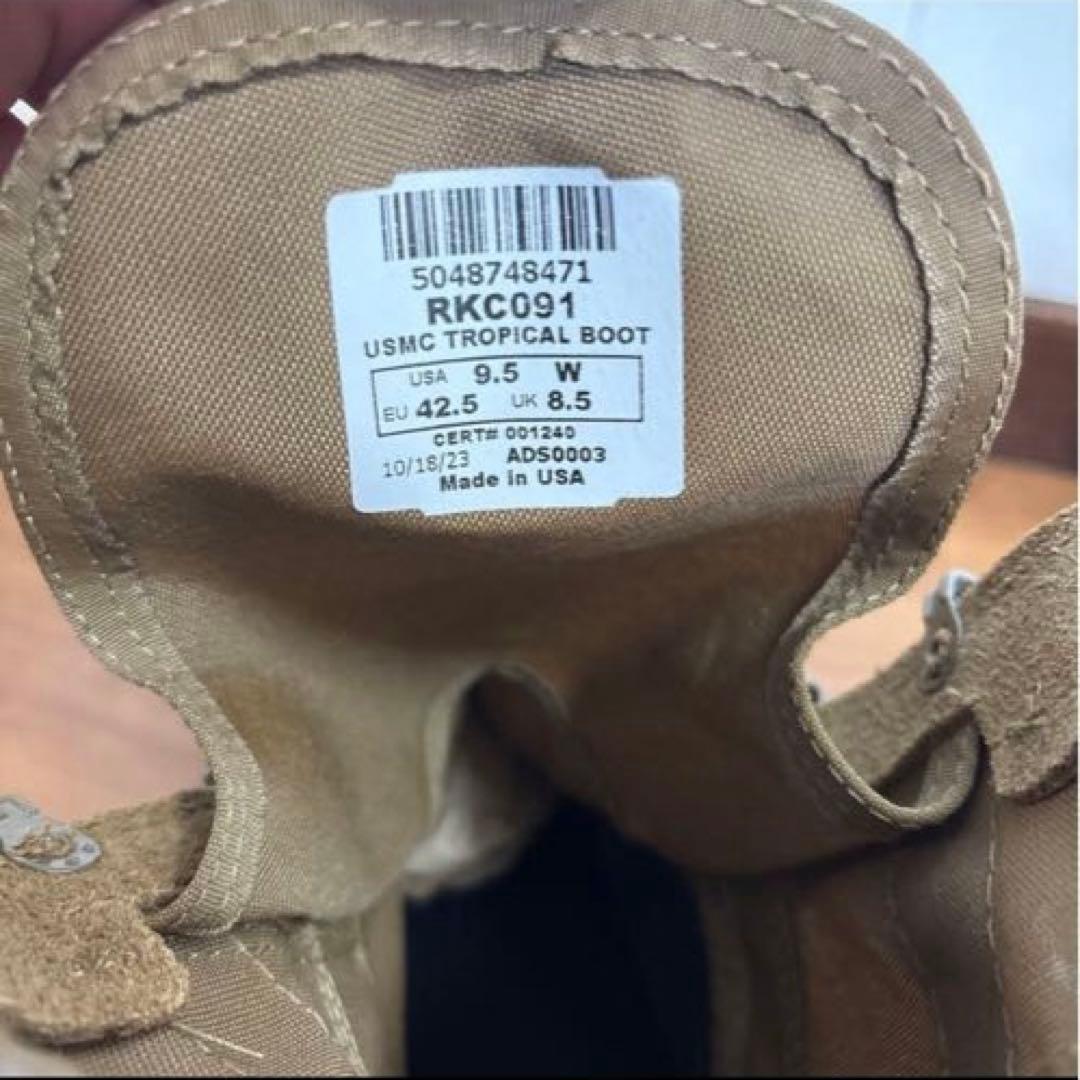 5048748471
RKC091
USMC TROPICAL BOOT
USA 9.5 W
EU 42.5 UK 8.5
CERT# 001240
10/18/23 ADS0003
Made in USA